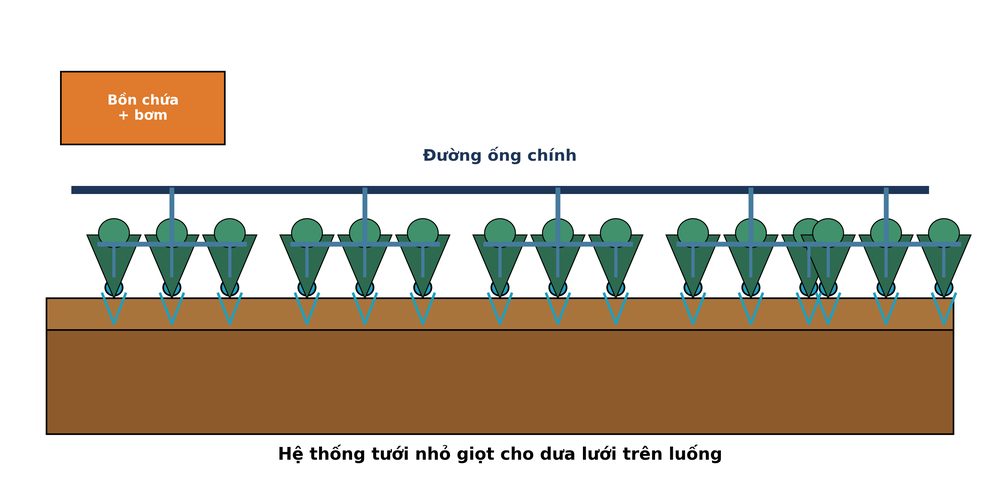 Bồn chứa
+ bơm
Đường ống chính
Hệ thống tưới nhỏ giọt cho dưa lưới trên luống